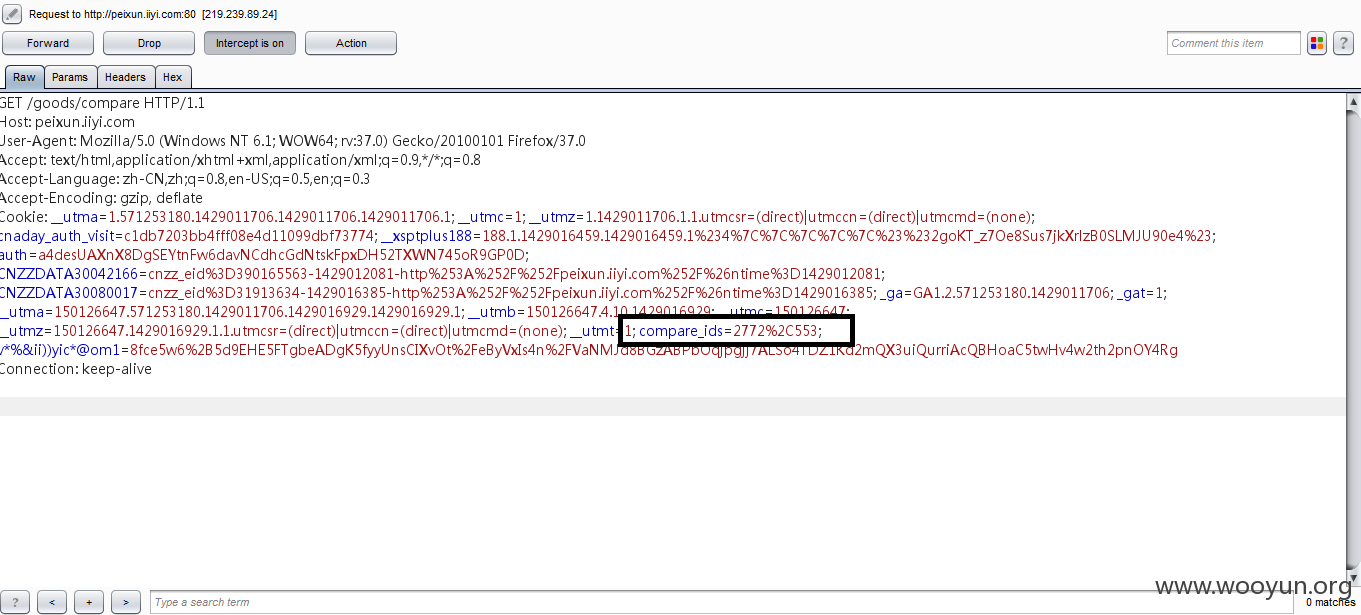 Request to http://peixun.iiyi.com:80 [219.239.89.24]
Forward Drop Intercept is on Action Comment this item ?
Raw Params Headers Hex
GET /goods/compare HTTP/1.1
Host: peixun.iiyi.com
User-Agent: Mozilla/5.0 (Windows NT 6.1; WOW64; rv:37.0) Gecko/20100101 Firefox/37.0
Accept: text/html,application/xhtml+xml,application/xml;q=0.9,*/*;q=0.8
Accept-Language: zh-CN,zh;q=0.8,en-US;q=0.5,en;q=0.3
Accept-Encoding: gzip, deflate
Cookie: __utma=1.571253180.1429011706.1429011706.1429011706.1; __utmc=1; __utmz=1.1429011706.1.1.utmcsr=(direct)|utmccn=(direct)|utmcmd=(none);
cnaday_auth_visit=c1db7203bb4fff08e4d11099dbf73774; __xsptplus188=188.1.1429016459.1429016459.1%234%7C%7C%7C%7C%7C%23%232goKT_z7Oe8Sus7jkXrIzB0SLMJU90e4%23;
auth=a4desUAXnX8DgSEYtnFw6davNCdhcGdNtskFpxDH52TXWN745oR9GP0D;
CNZZDATA30042166=cnzz_eid%3D390165563-1429012081-http%253A%252F%252Fpeixun.iiyi.com%252F%26ntime%3D1429012081;
CNZZDATA30080017=cnzz_eid%3D31913634-1429016385-http%253A%252F%252Fpeixun.iiyi.com%252F%26ntime%3D1429016385; _ga=GA1.2.571253180.1429011706; _gat=1;
__utma=150126647.571253180.1429011706.1429016929.1429016929.1; __utmb=150126647.4.10.1429016929; __utmc=150126647;
__utmz=150126647.1429016929.1.1.utmcsr=(direct)|utmccn=(direct)|utmcmd=(none); __utmt=1; compare_ids=2772%2C553;
v*%&ii))yic*@om1=8fce5w6%2B5d9EHE5FTgbeADgK5fyyUnsCIXvOt%2FeByVxIs4n%2FVaNMJd8BGzABPbOqjpgjJ7ALSo41DZ1Kd2mQX3uiQurriAcQBHoaC5twHv4w2th2pnOY4Rg
Connection: keep-alive
www.wooyun.org
? < + > Type a search term 0 matches